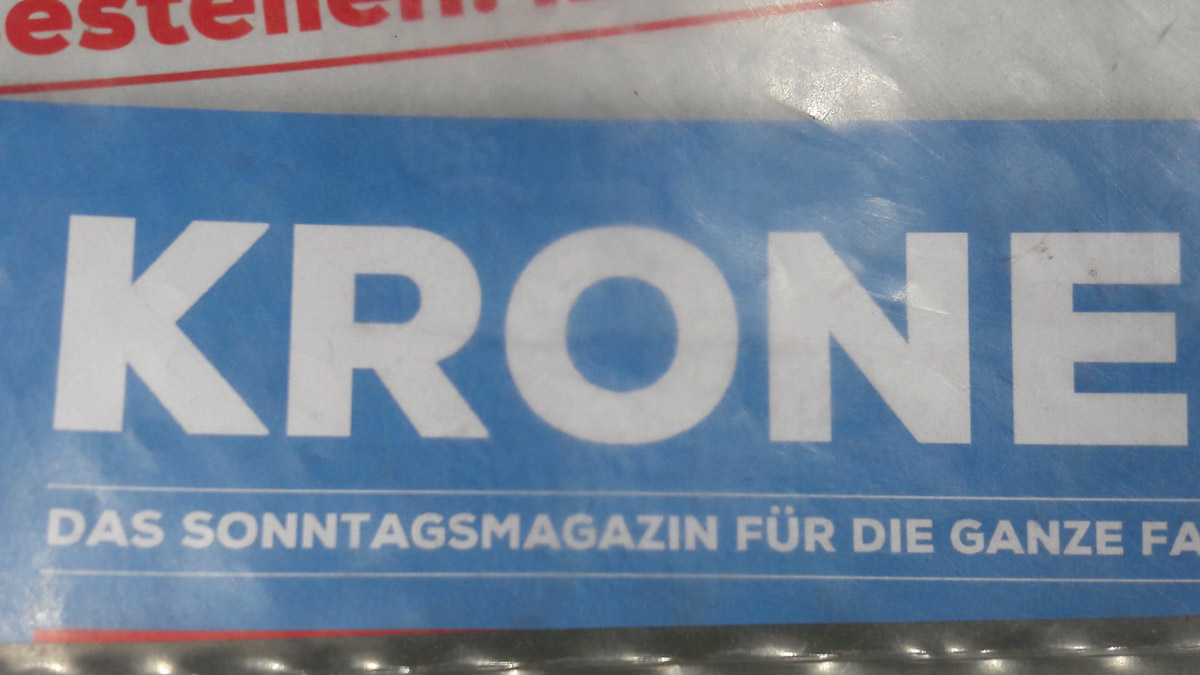 estellen!
KRONE
DAS SONNTAGSMAGAZIN FÜR DIE GANZE FA